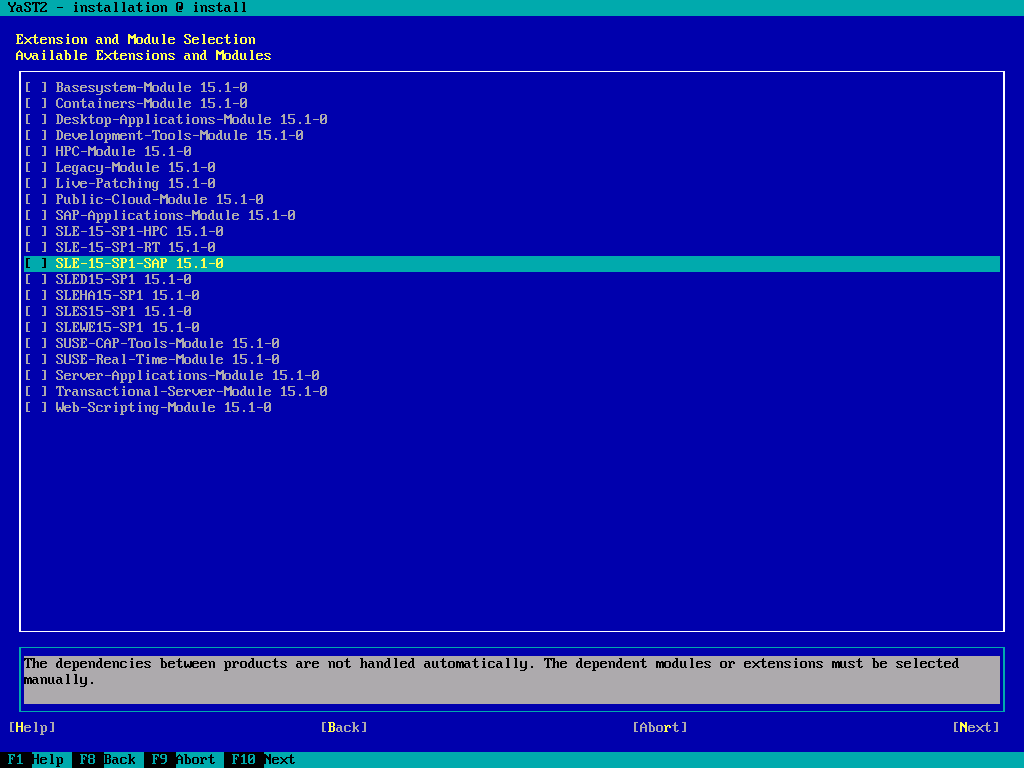 YaST2 - installation @ install
Extension and Module Selection
Available Extensions and Modules
[ ] Basesystem-Module 15.1-0
[ ] Containers-Module 15.1-0
[ ] Desktop-Applications-Module 15.1-0
[ ] Development-Tools-Module 15.1-0
[ ] HPC-Module 15.1-0
[ ] Legacy-Module 15.1-0
[ ] Live-Patching 15.1-0
[ ] Public-Cloud-Module 15.1-0
[ ] SAP-Applications-Module 15.1-0
[ ] SLE-15-SP1-HPC 15.1-0
[ ] SLE-15-SP1-RT 15.1-0
[ ] SLE-15-SP1-SAP 15.1-0
[ ] SLED15-SP1 15.1-0
[ ] SLEHA15-SP1 15.1-0
[ ] SLES15-SP1 15.1-0
[ ] SLEWE15-SP1 15.1-0
[ ] SUSE-CAP-Tools-Module 15.1-0
[ ] SUSE-Real-Time-Module 15.1-0
[ ] Server-Applications-Module 15.1-0
[ ] Transactional-Server-Module 15.1-0
[ ] Web-Scripting-Module 15.1-0
The dependencies between products are not handled automatically. The dependent modules or extensions must be selected
manually.
[Help] [Back] [Abort] [Next]
F1 Help F8 Back F9 Abort F10 Next